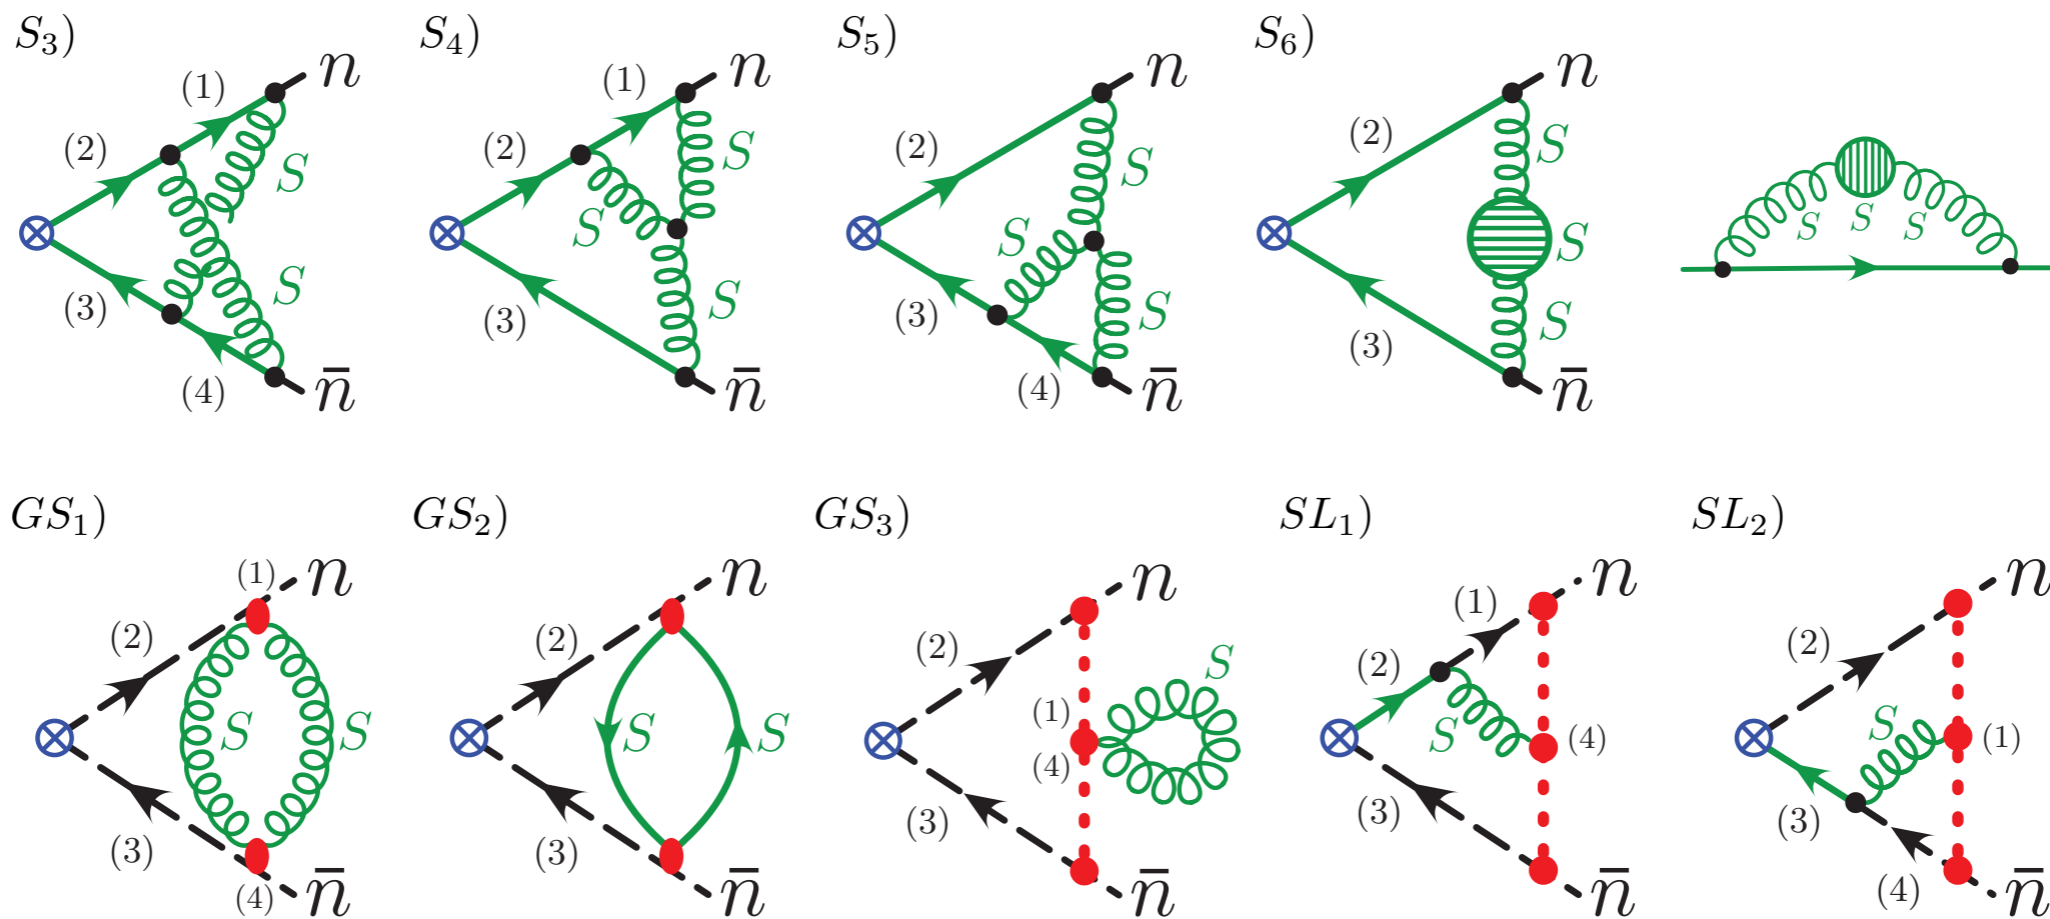 S₃)
(1)
n
(2)
S
S
(3)
(4)
n̄
S₄)
(1)
n
(2)
S
S
S
(3)
n̄
S₅)
n
(2)
S
S
S
(3)
(4)
n̄
S₆)
n
(2)
S
S
S
(3)
n̄
S S S
GS₁)
(1)
n
(2)
S S
(3)
(4)
n̄
GS₂)
n
(2)
S S
(3)
n̄
GS₃)
n
(2)
S
(1)
(4)
(3)
n̄
SL₁)
(1)
n
(2)
S
(4)
(3)
n̄
SL₂)
n
(2)
S
(1)
(3)
(4)
n̄